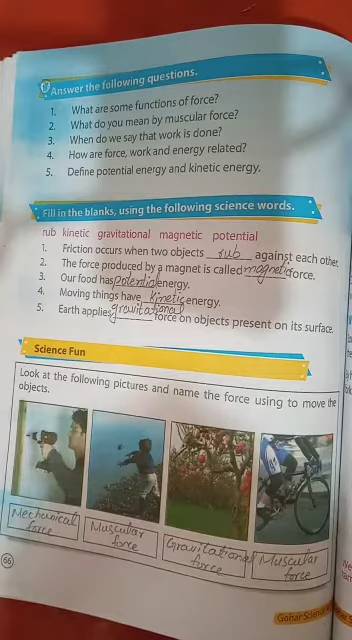 Answer the following questions.
1. What are some functions of force?
2. What do you mean by muscular force?
3. When do we say that work is done?
4. How are force, work and energy related?
5. Define potential energy and kinetic energy.
Fill in the blanks, using the following science words.
rub kinetic gravitational magnetic potential
1. Friction occurs when two objects rub against each other.
2. The force produced by a magnet is called magnetic force.
3. Our food has potential energy.
4. Moving things have kinetic energy.
5. Earth applies gravitational force on objects present on its surface.
Science Fun
Look at the following pictures and name the force using to move the
objects.
Mechanical force
Muscular force
Gravitational force
Muscular force
66
Gohar Science